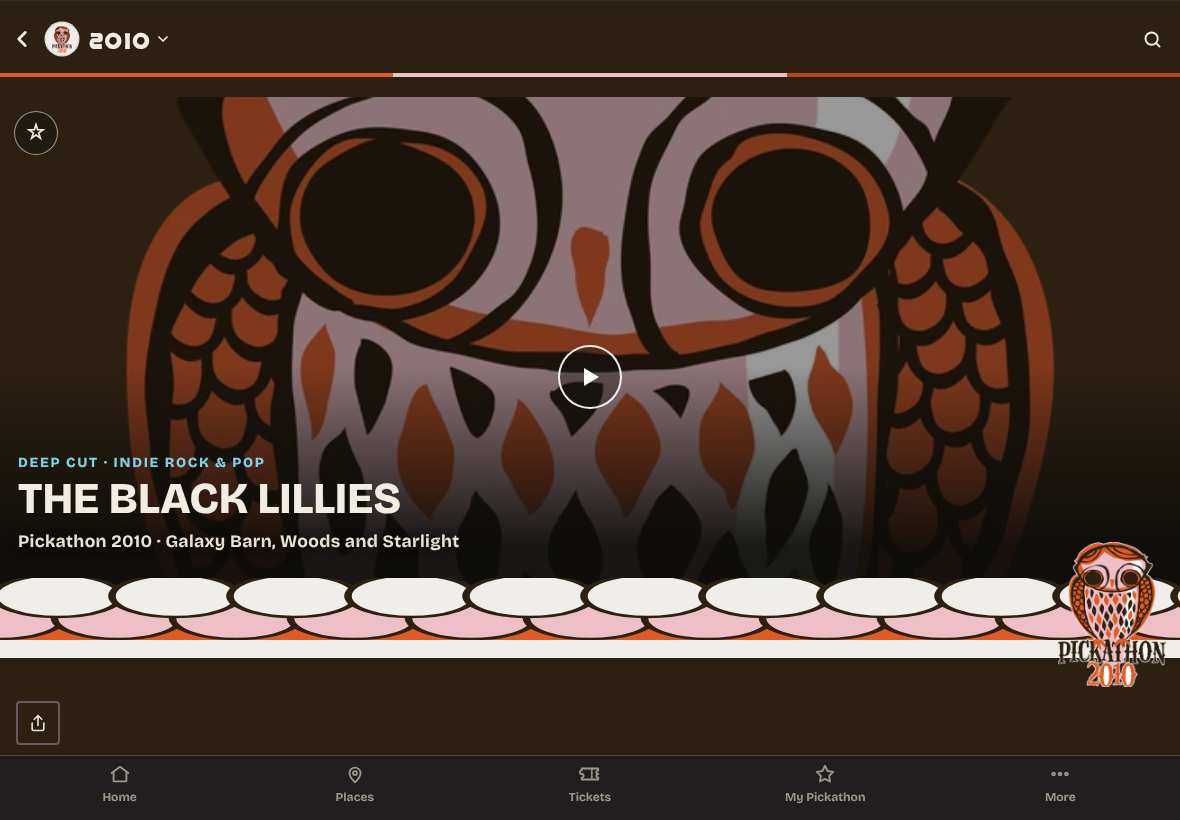 2010
DEEP CUT · INDIE ROCK & POP
THE BLACK LILLIES
Pickathon 2010 · Galaxy Barn, Woods and Starlight
PICKATHON
2010
Home
Places
Tickets
My Pickathon
More